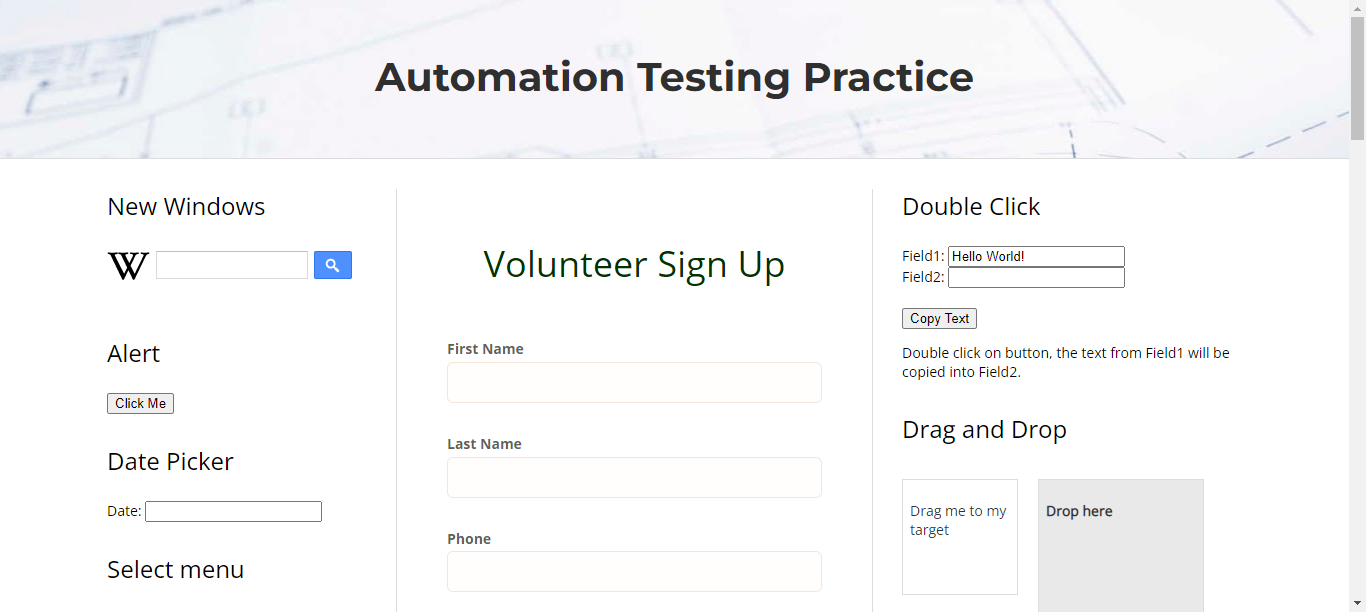 Automation Testing Practice
New Windows
W
Alert
Click Me
Date Picker
Date:
Select menu
Volunteer Sign Up
First Name
Last Name
Phone
Double Click
Field1: Hello World!
Field2:
Copy Text
Double click on button, the text from Field1 will be
copied into Field2.
Drag and Drop
Drag me to my
target
Drop here